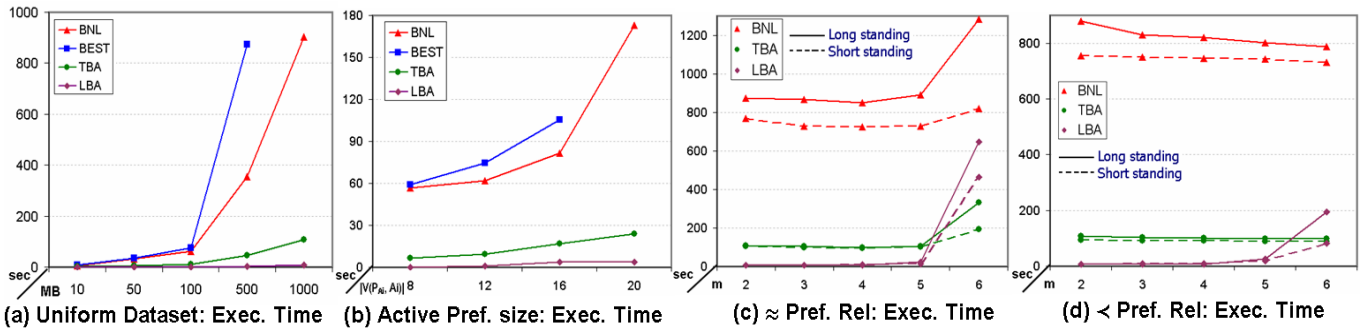 1000
800
600
400
200
0
sec
MB
10
50
100
500
1000
BNL
BEST
TBA
LBA
(a) Uniform Dataset: Exec. Time
180
150
120
90
60
30
0
sec
|V(PAi, Ai)|
8
12
16
20
BNL
BEST
TBA
LBA
(b) Active Pref. size: Exec. Time
1200
1000
800
600
400
200
0
sec
m
2
3
4
5
6
BNL
TBA
LBA
Long standing
Short standing
(c) ≈ Pref. Rel: Exec. Time
800
600
400
200
0
sec
m
2
3
4
5
6
BNL
TBA
LBA
Long standing
Short standing
(d) ≺ Pref. Rel: Exec. Time